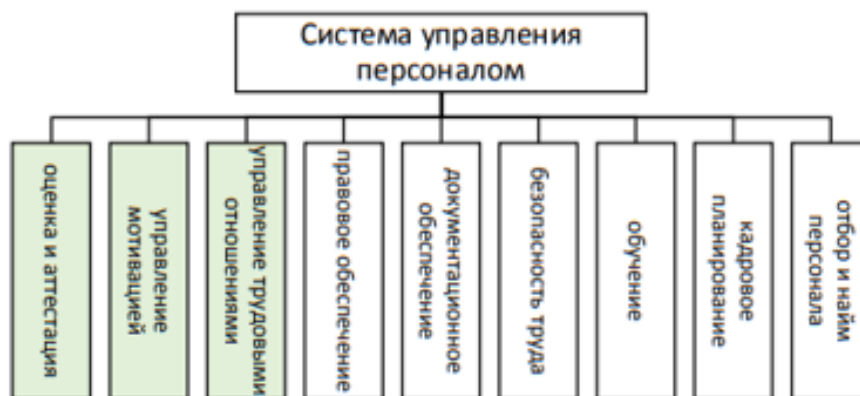 Система управления
персоналом
оценка и аттестация
управление
мотивацией
управление трудовыми
отношениями
правовое обеспечение
документационное
обеспечение
безопасность труда
обучение
кадровое
планирование
отбор и найм
персонала